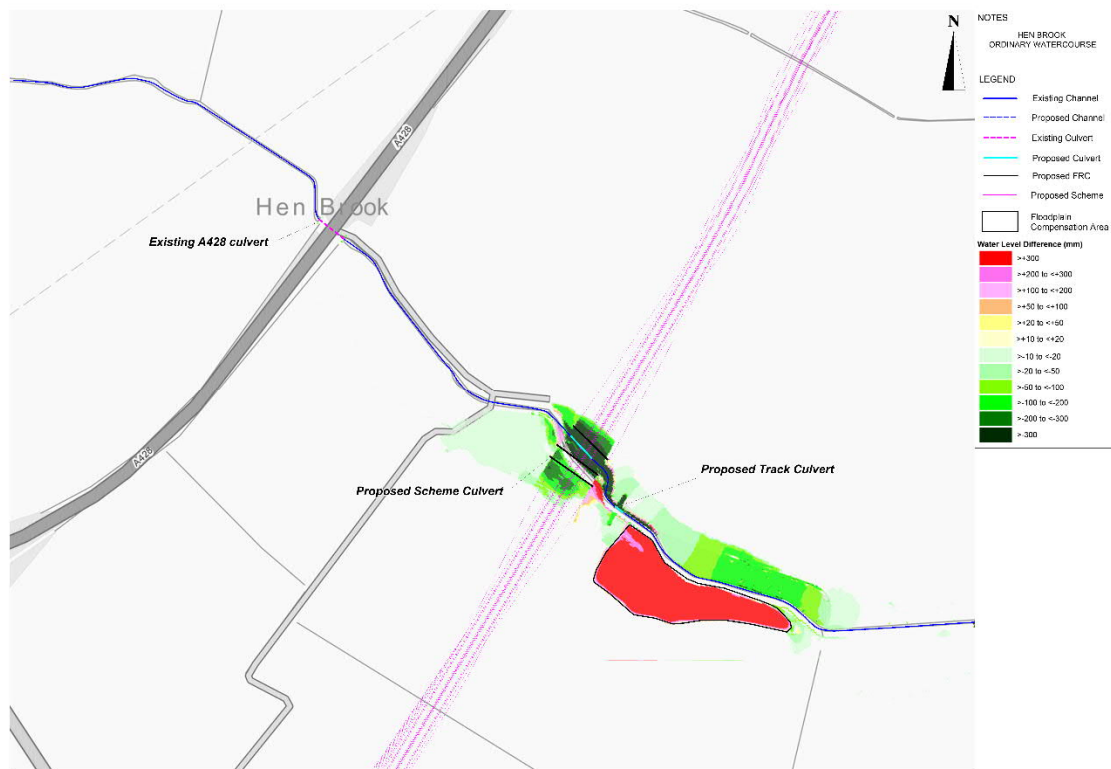 N
NOTES
HEN BROOK
ORDINARY WATERCOURSE
LEGEND
Existing Channel
Proposed Channel
Existing Culvert
Proposed Culvert
Proposed FRC
Proposed Scheme
Floodplain
Compensation Area
Water Level Difference (mm)
>+300
>+200 to <+300
>+100 to <+200
>+50 to <+100
>+20 to <+50
>+10 to <+20
>-10 to <-20
>-20 to <-50
>-50 to <-100
>-100 to <-200
>-200 to <-300
>-300
A428
Hen Brook
Existing A428 culvert
A428
Proposed Scheme Culvert
Proposed Track Culvert